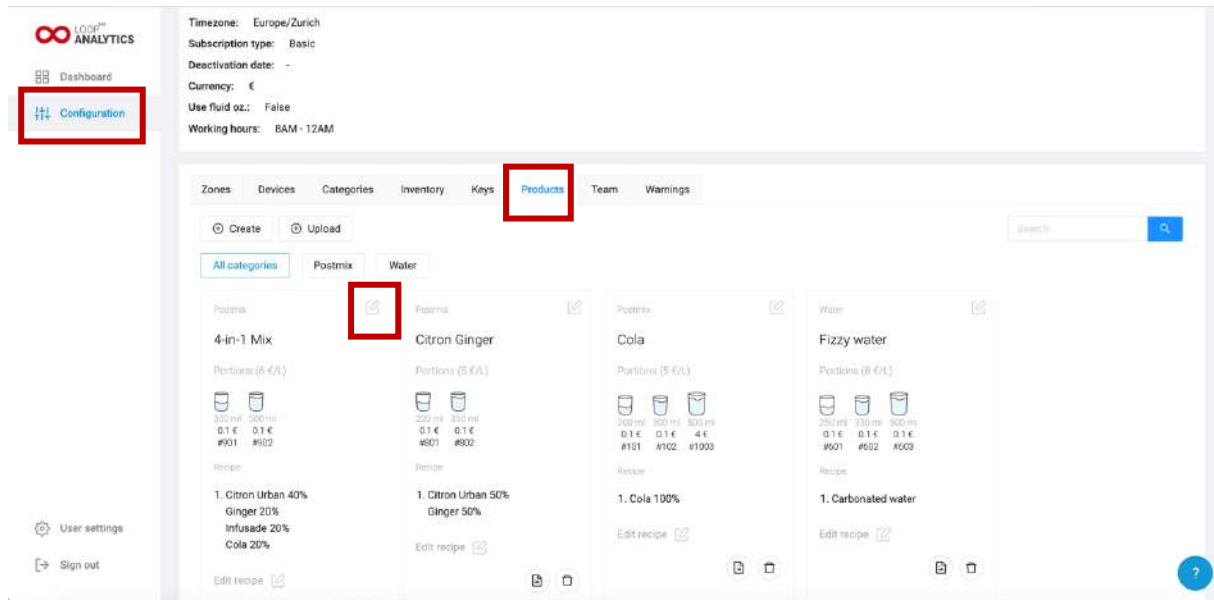 LOOP™
ANALYTICS
Dashboard
Configuration
User settings
Sign out
Timezone: Europe/Zurich
Subscription type: Basic
Deactivation date: -
Currency: €
Use fluid oz.: False
Working hours: 8AM - 12AM
Zones Devices Categories Inventory Keys Products Team Warnings
Create Upload Search
All categories Postmix Water
Postmix
4-in-1 Mix
Portions (6 €/L)
300 ml 500 ml
0.1 € 0.1 €
#901 #902
Recipe
1. Citron Urban 40%
Ginger 20%
Infusade 20%
Cola 20%
Edit recipe
Postmix
Citron Ginger
Portions (5 €/L)
200 ml 350 ml
0.1 € 0.1 €
#801 #802
Recipe
1. Citron Urban 50%
Ginger 50%
Edit recipe
Postmix
Cola
Portions (5 €/L)
200 ml 300 ml 500 ml
0.1 € 0.1 € 4 €
#101 #102 #1003
Recipe
1. Cola 100%
Edit recipe
Water
Fizzy water
Portions (6 €/L)
250 ml 330 ml 500 ml
0.1 € 0.1 € 0.1 €
#601 #602 #603
Recipe
1. Carbonated water
Edit recipe
?